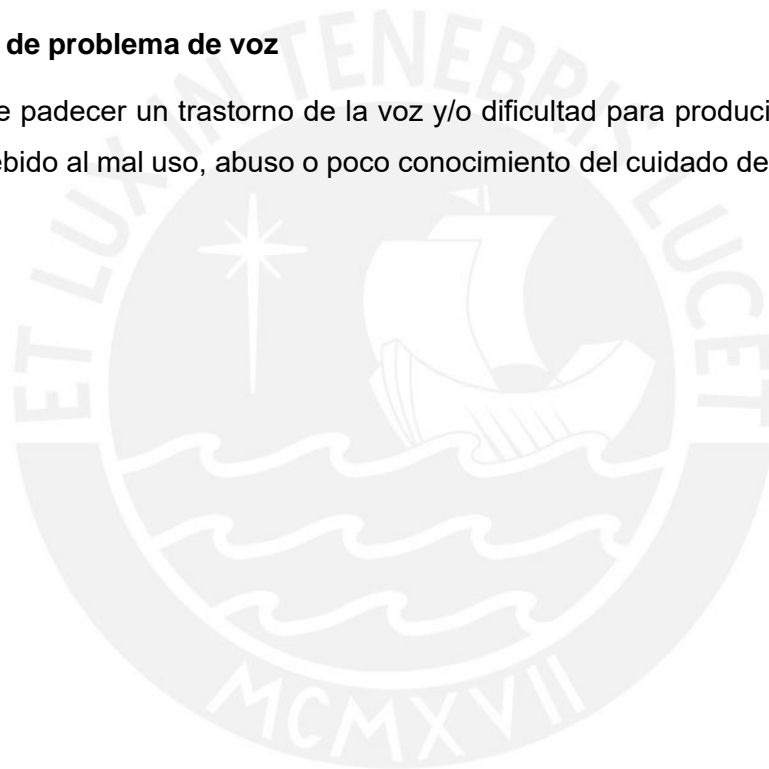 de problema de voz
e padecer un trastorno de la voz y/o dificultad para produci
ebido al mal uso, abuso o poco conocimiento del cuidado de
ET LUX IN TENEBRIS LUCET
MCMXVII